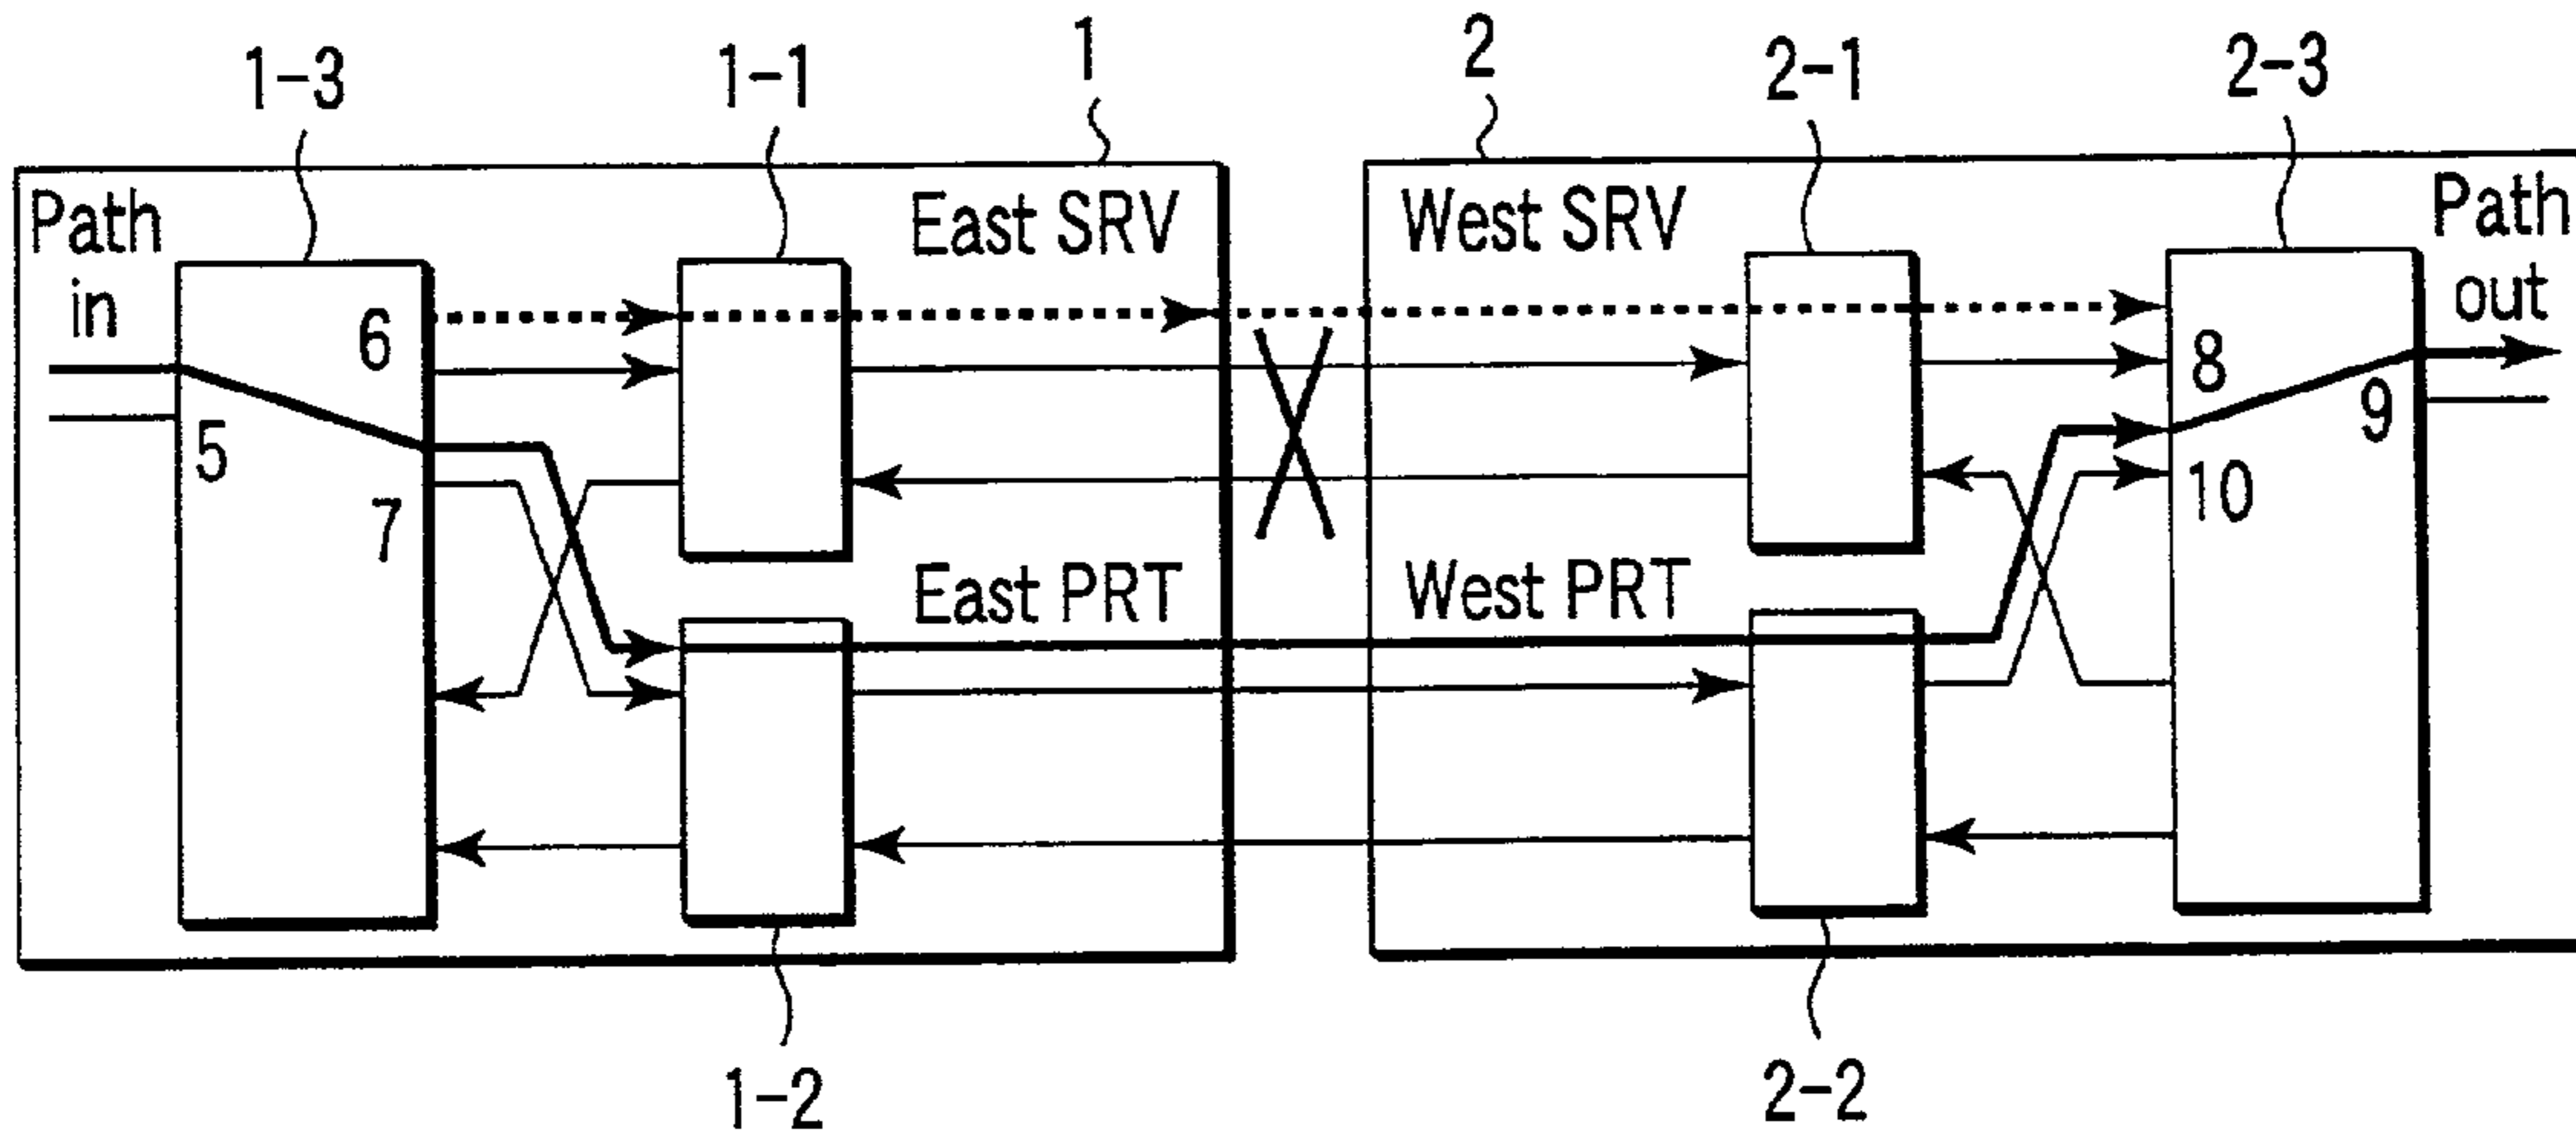 1
2
1-3
1-1
2-1
2-3
Path
in
East SRV
West SRV
Path
out
6
5
7
8
9
10
East PRT
West PRT
1-2
2-2